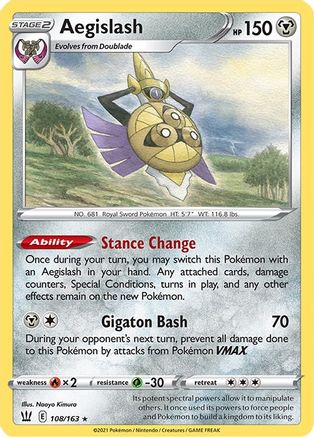 STAGE2
Aegislash
HP 150
Evolves from Doublade
NO. 681 Royal Sword Pokémon HT: 5'7" WT: 116.8 lbs.
Ability Stance Change
Once during your turn, you may switch this Pokémon with
an Aegislash in your hand. Any attached cards, damage
counters, Special Conditions, turns in play, and any other
effects remain on the new Pokémon.
Gigaton Bash 70
During your opponent's next turn, prevent all damage done
to this Pokémon by attacks from Pokémon VMAX.
weakness ×2 resistance -30 retreat
Illus. Naoyo Kimura
E 108/163 ★
Its potent spectral powers allow it to manipulate
others. It once used its powers to force people
and Pokémon to build a kingdom to its liking.
©2021 Pokémon / Nintendo / Creatures / GAME FREAK